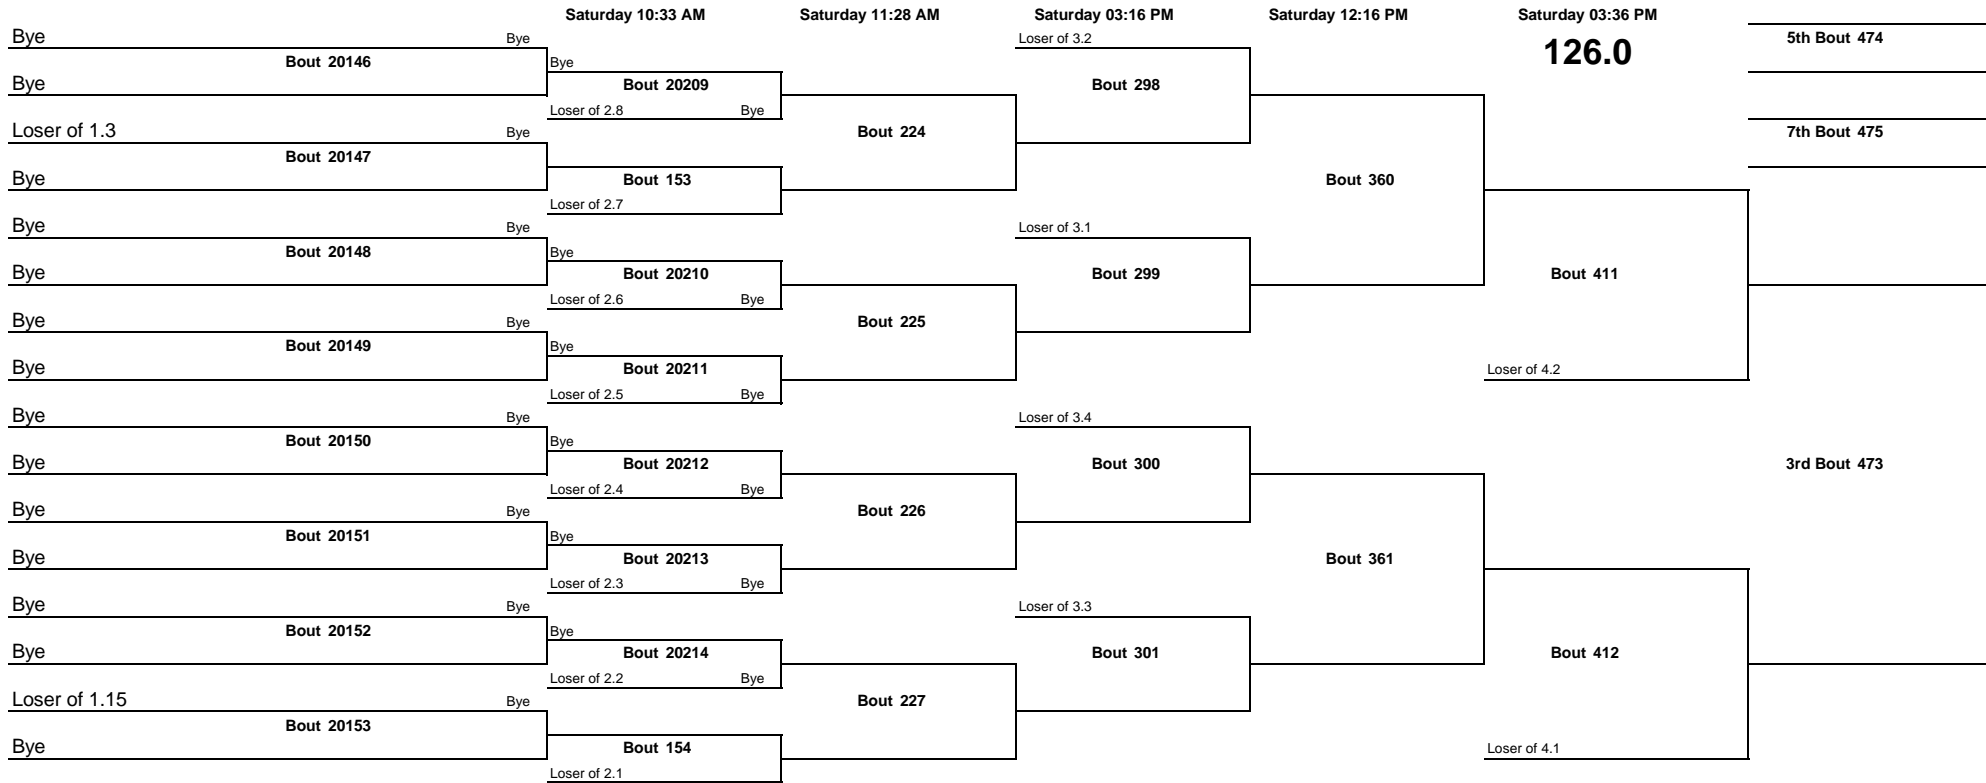 Saturday 10:33 AM Saturday 11:28 AM Saturday 03:16 PM Saturday 12:16 PM Saturday 03:36 PM
126.0
Bye Bye
Bout 20146
Bye
Loser of 1.3 Bye
Bout 20147
Bye
Bye Bye
Bout 20148
Bye
Bye Bye
Bout 20149
Bye
Bye Bye
Bout 20150
Bye
Bye Bye
Bout 20151
Bye
Bye Bye
Bout 20152
Bye
Loser of 1.15 Bye
Bout 20153
Bye
Bye
Bout 20209
Loser of 2.8 Bye
Bout 153
Loser of 2.7
Bye
Bout 20210
Loser of 2.6 Bye
Bye
Bout 20211
Loser of 2.5 Bye
Bye
Bout 20212
Loser of 2.4 Bye
Bye
Bout 20213
Loser of 2.3 Bye
Bye
Bout 20214
Loser of 2.2 Bye
Bout 154
Loser of 2.1
Bout 224
Bout 225
Bout 226
Bout 227
Loser of 3.2
Bout 298
Loser of 3.1
Bout 299
Loser of 3.4
Bout 300
Loser of 3.3
Bout 301
Bout 360
Bout 361
Bout 411
Loser of 4.2
Bout 412
Loser of 4.1
5th Bout 474
7th Bout 475
3rd Bout 473